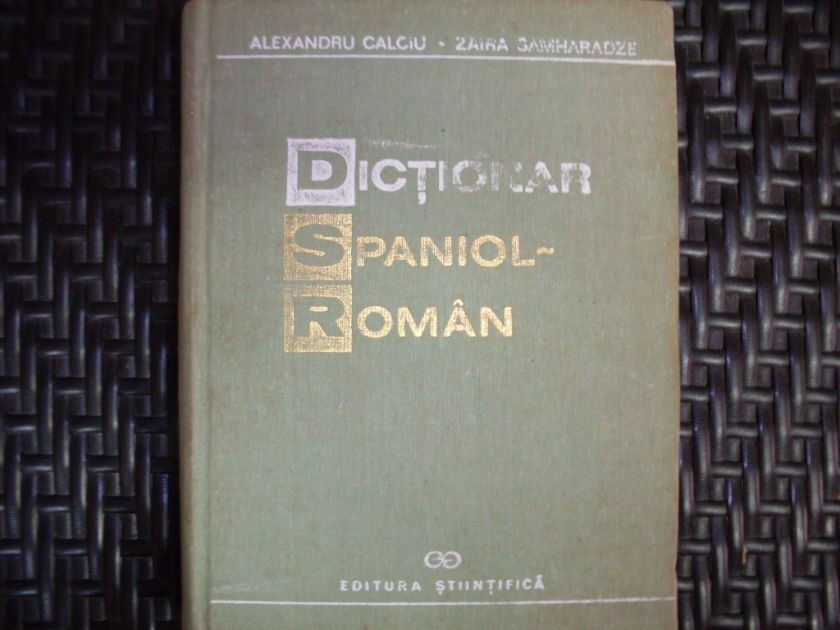 ALEXANDRU CALCIU • ZAIRA SAMHARADZE
DICȚIONAR
SPANIOL-
ROMÂN
EDITURA ȘTIINȚIFICĂ